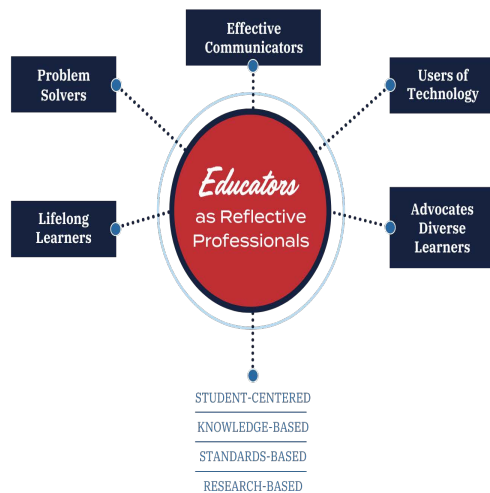 Effective
Communicators
Problem
Solvers
Users of
Technology
Educators
as Reflective
Professionals
Lifelong
Learners
Advocates
Diverse
Learners
STUDENT-CENTERED
KNOWLEDGE-BASED
STANDARDS-BASED
RESEARCH-BASED